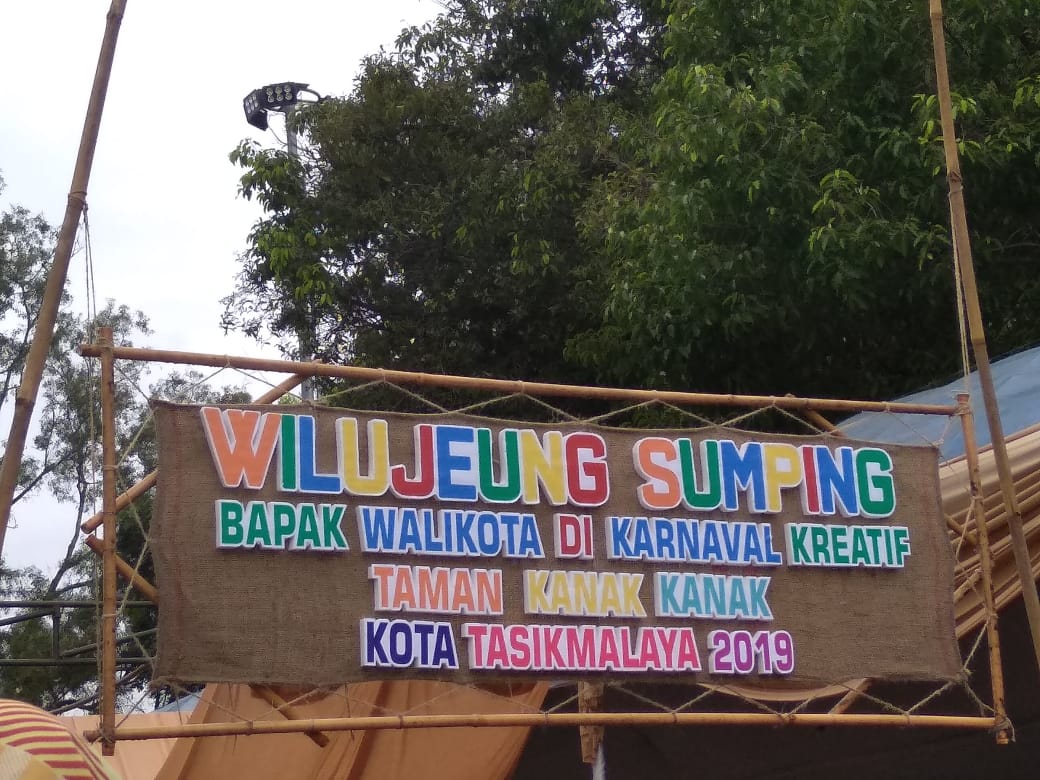 WILUJEUNG SUMPING
BAPAK WALIKOTA DI KARNAVAL KREATIF
TAMAN KANAK KANAK
KOTA TASIKMALAYA 2019